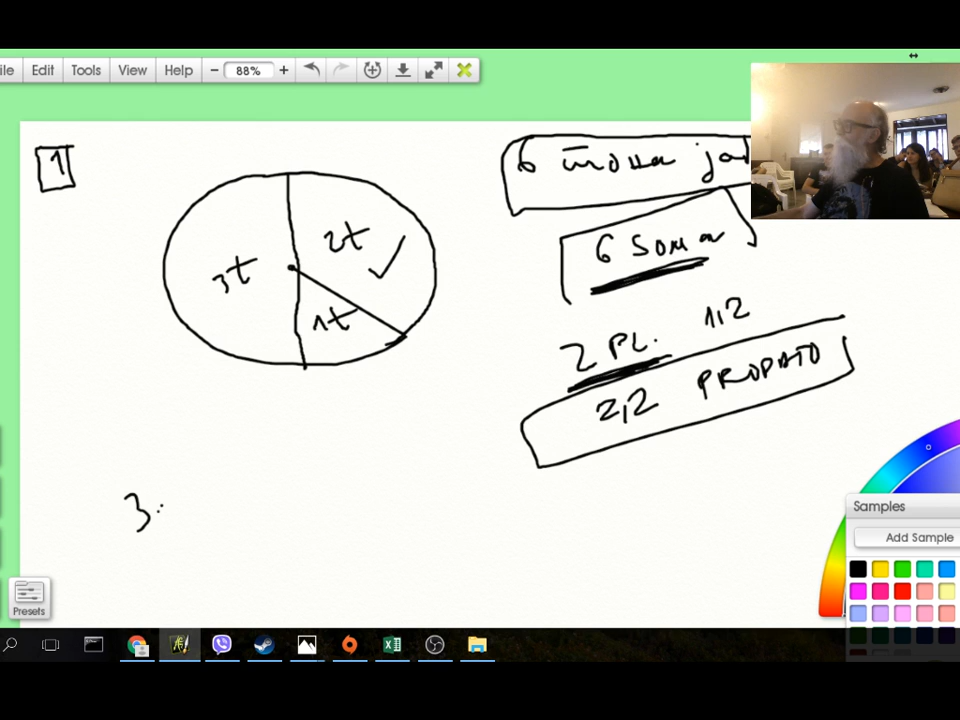 ile Edit Tools View Help − 88% +
1
3t
2t
1t
6
6
2 PL. 1,2
2,2 PROPATO
3.
Samples
Add Sample
Presets